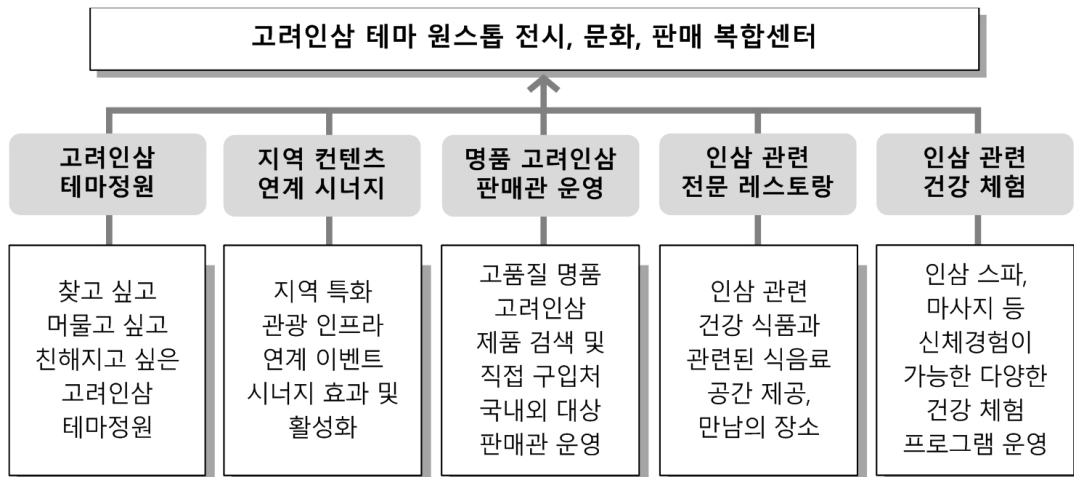 고려인삼 테마 원스톱 전시, 문화, 판매 복합센터
고려인삼
테마정원
지역 컨텐츠
연계 시너지
명품 고려인삼
판매관 운영
인삼 관련
전문 레스토랑
인삼 관련
건강 체험
찾고 싶고
머물고 싶고
친해지고 싶은
고려인삼
테마정원
지역 특화
관광 인프라
연계 이벤트
시너지 효과 및
활성화
고품질 명품
고려인삼
제품 검색 및
직접 구입처
국내외 대상
판매관 운영
인삼 관련
건강 식품과
관련된 식음료
공간 제공,
만남의 장소
인삼 스파,
마사지 등
신체경험이
가능한 다양한
건강 체험
프로그램 운영